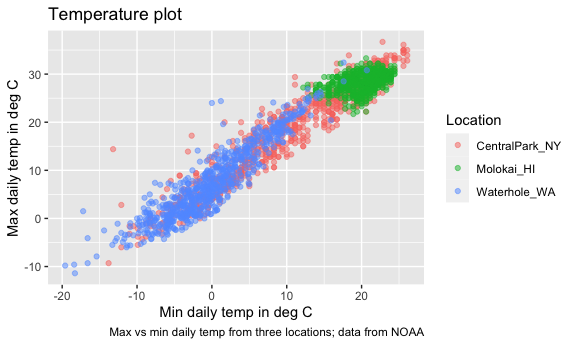 Temperature plot
Max daily temp in deg C
30
20
10
0
-10
-20
-10
0
10
20
Min daily temp in deg C
Max vs min daily temp from three locations; data from NOAA
Location
CentralPark_NY
Molokai_HI
Waterhole_WA